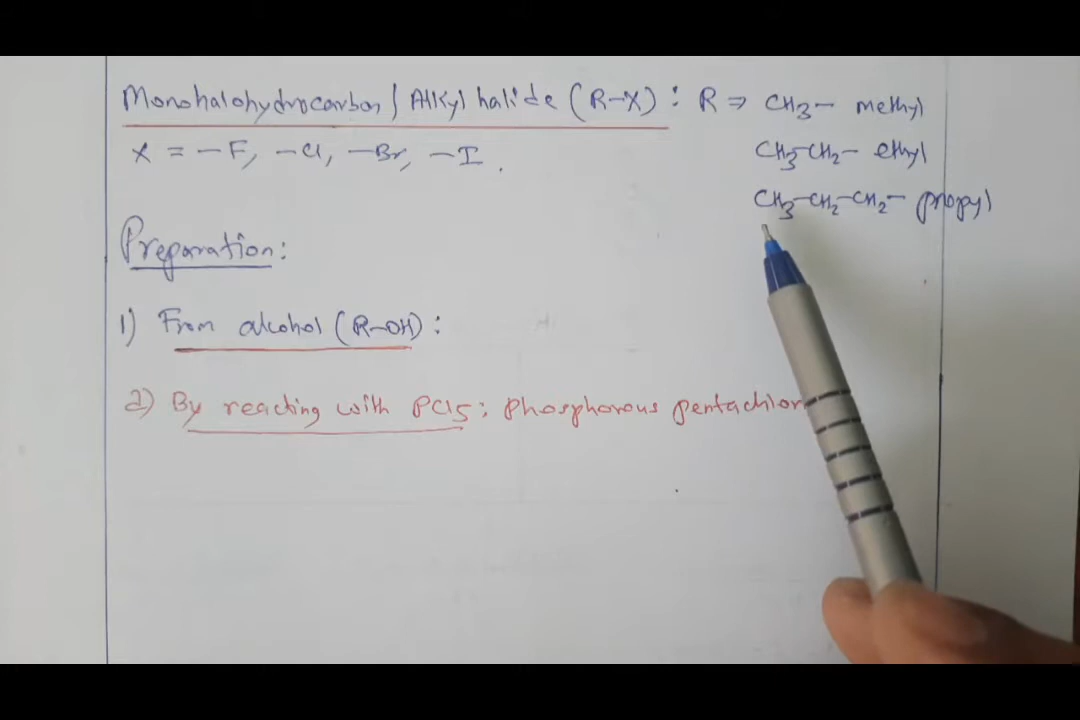 Monohalohydrocarbon / Alkyl halide (R-X) : R ⇒ CH3- methyl
X = -F, -Cl, -Br, -I. CH3-CH2- ethyl
CH3-CH2-CH2- propyl
Preparation:
1) From alcohol (R-OH) :
2) By reacting with PCl5 : phosphorous pentachlor